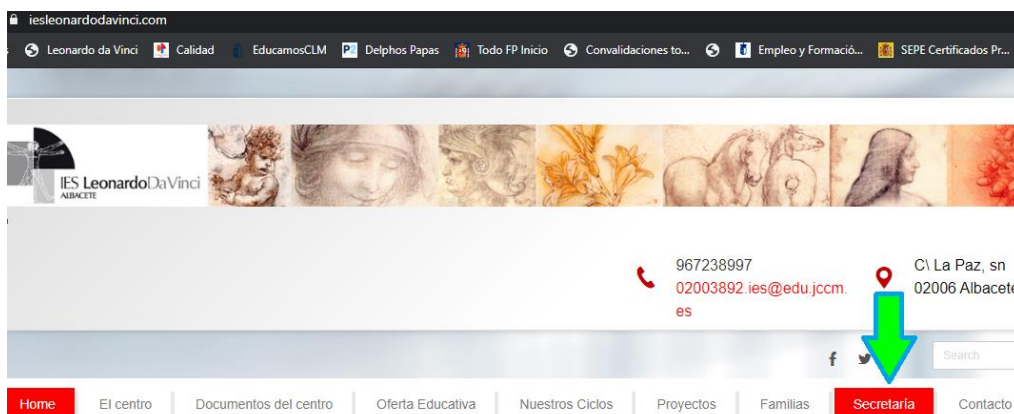 iesleonardodavinci.com
Leonardo da Vinci Calidad EducamosCLM Delphos Papas Todo FP Inicio Convalidaciones to... Empleo y Formació... SEPE Certificados Pr...
IES LeonardoDaVinci
ALBACETE
967238997
02003892.ies@edu.jccm.
es
C\ La Paz, sn
02006 Albacete
Search
Home El centro Documentos del centro Oferta Educativa Nuestros Ciclos Proyectos Familias Secretaría Contacto